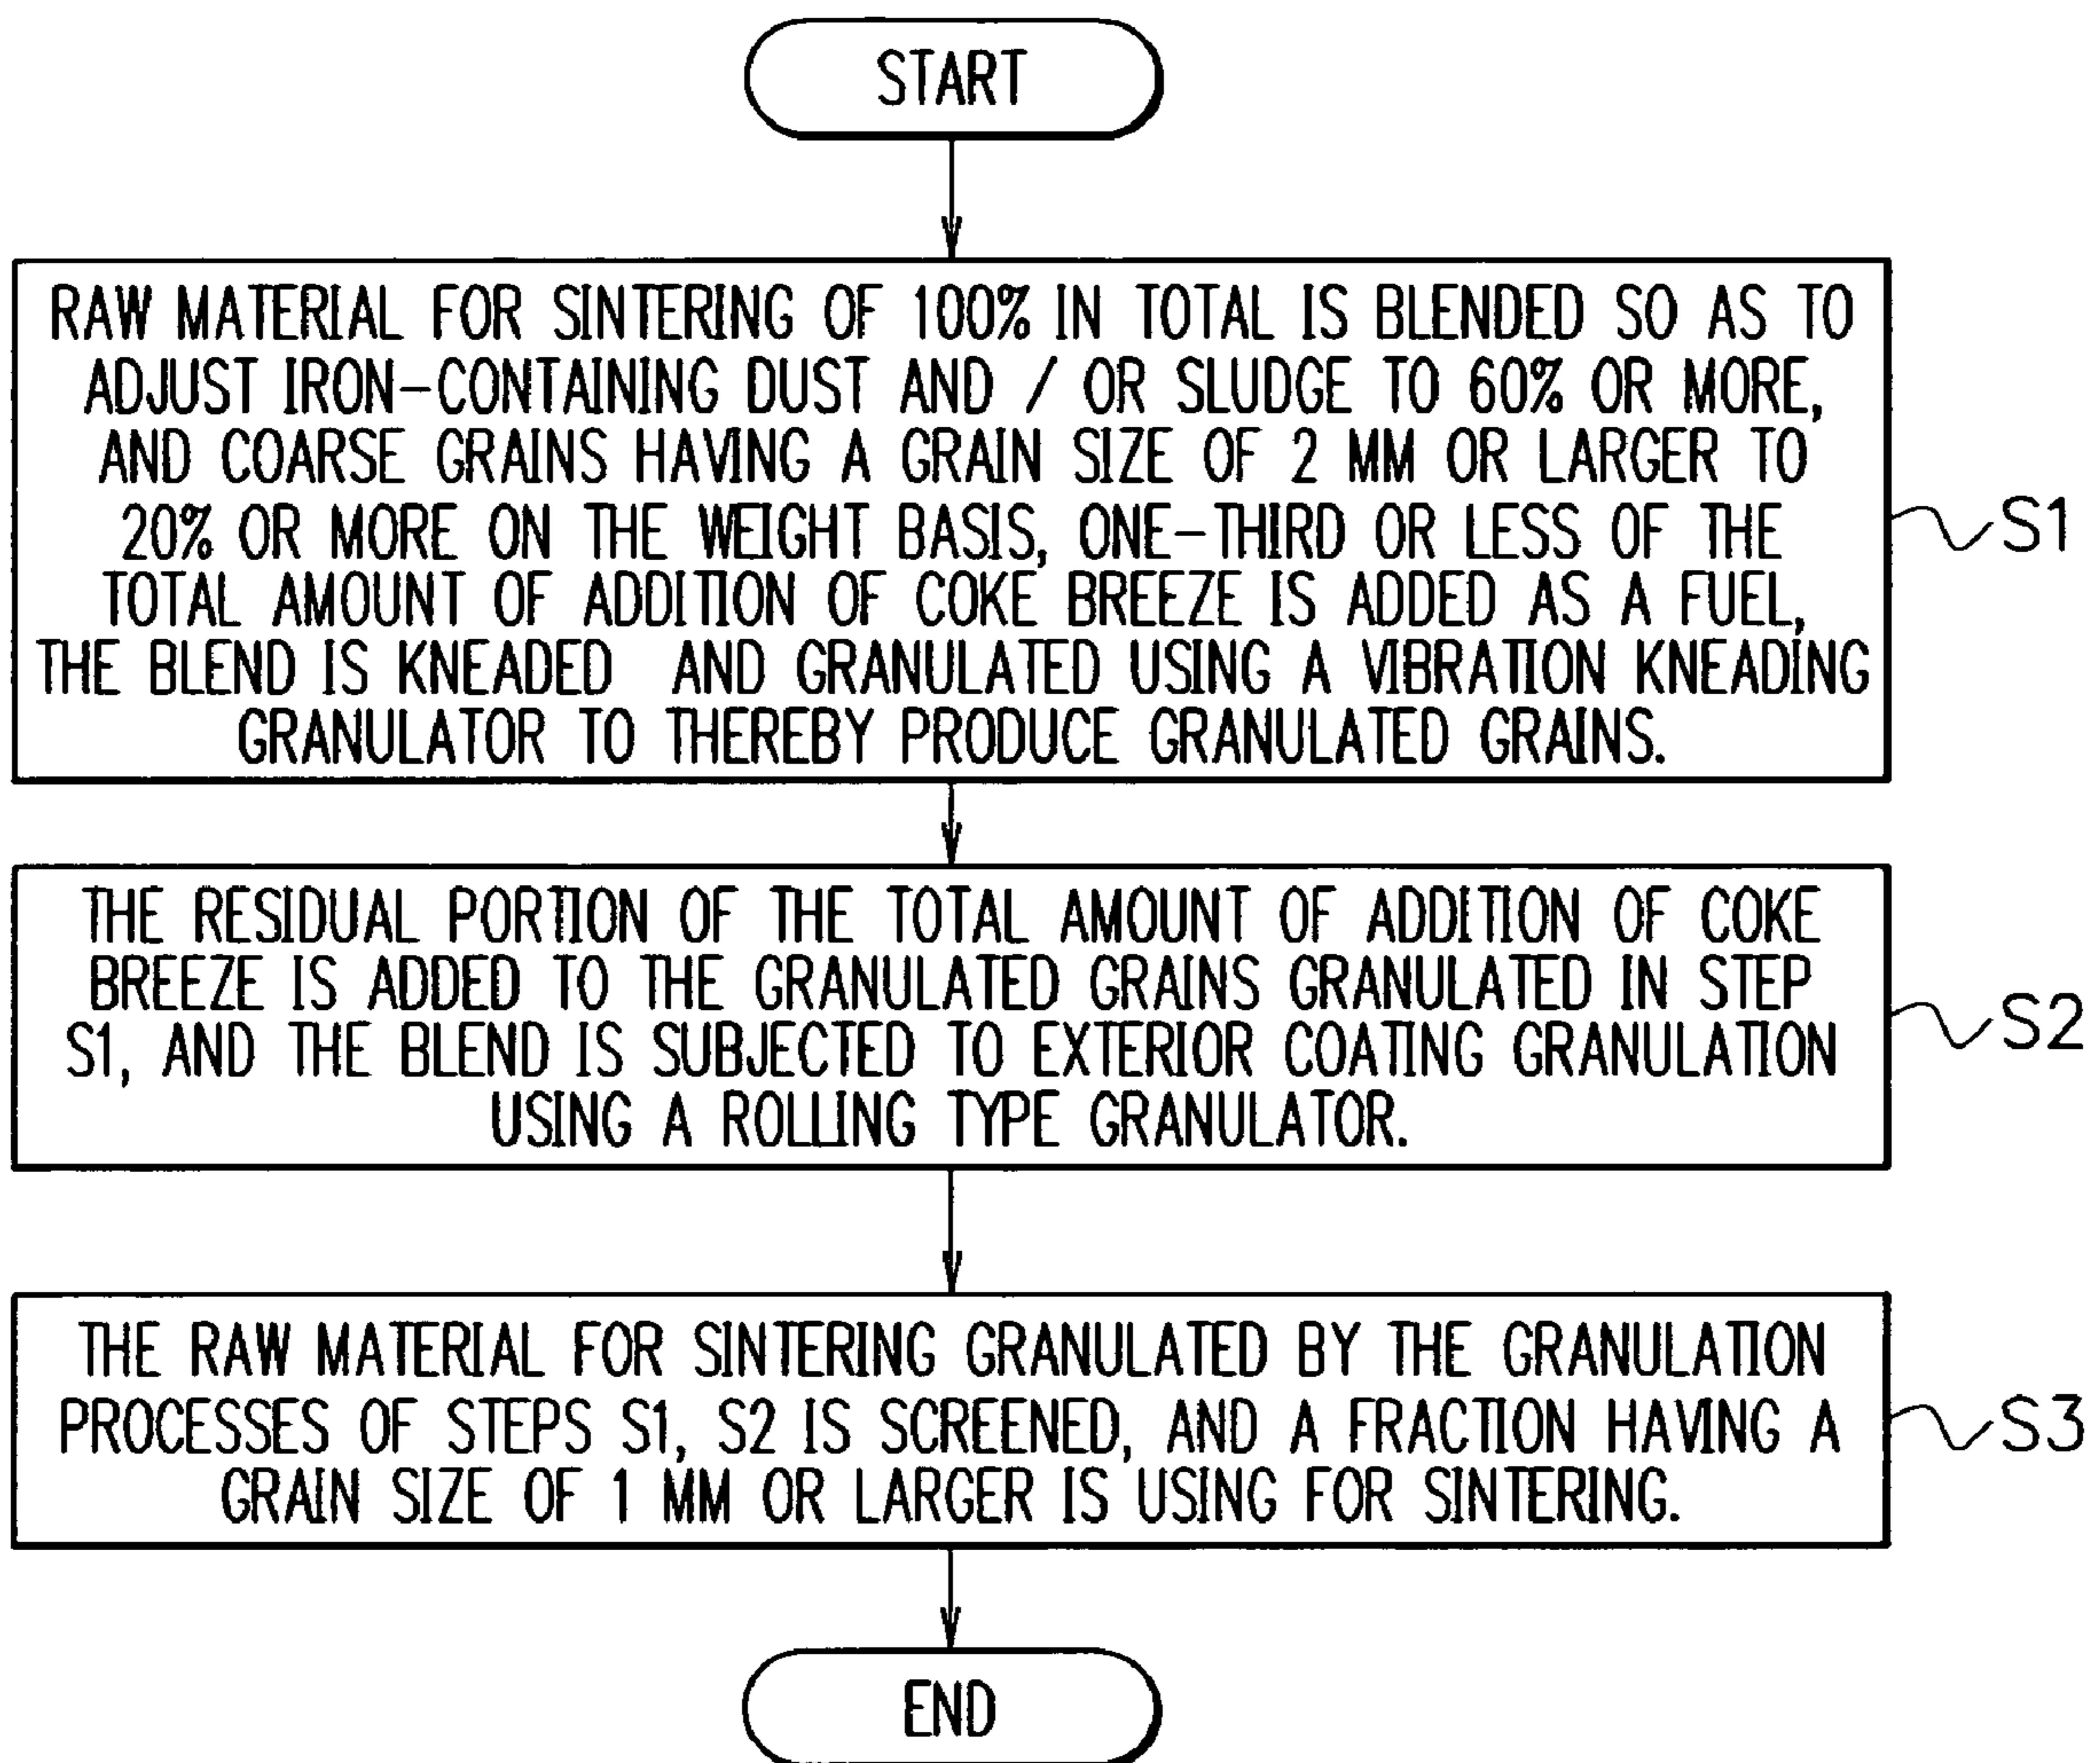 START
RAW MATERIAL FOR SINTERING OF 100% IN TOTAL IS BLENDED SO AS TO
ADJUST IRON-CONTAINING DUST AND / OR SLUDGE TO 60% OR MORE,
AND COARSE GRAINS HAVING A GRAIN SIZE OF 2 MM OR LARGER TO
20% OR MORE ON THE WEIGHT BASIS, ONE-THIRD OR LESS OF THE
TOTAL AMOUNT OF ADDITION OF COKE BREEZE IS ADDED AS A FUEL,
THE BLEND IS KNEADED AND GRANULATED USING A VIBRATION KNEADING
GRANULATOR TO THEREBY PRODUCE GRANULATED GRAINS.
S1
THE RESIDUAL PORTION OF THE TOTAL AMOUNT OF ADDITION OF COKE
BREEZE IS ADDED TO THE GRANULATED GRAINS GRANULATED IN STEP
S1, AND THE BLEND IS SUBJECTED TO EXTERIOR COATING GRANULATION
USING A ROLLING TYPE GRANULATOR.
S2
THE RAW MATERIAL FOR SINTERING GRANULATED BY THE GRANULATION
PROCESSES OF STEPS S1, S2 IS SCREENED, AND A FRACTION HAVING A
GRAIN SIZE OF 1 MM OR LARGER IS USING FOR SINTERING.
S3
END